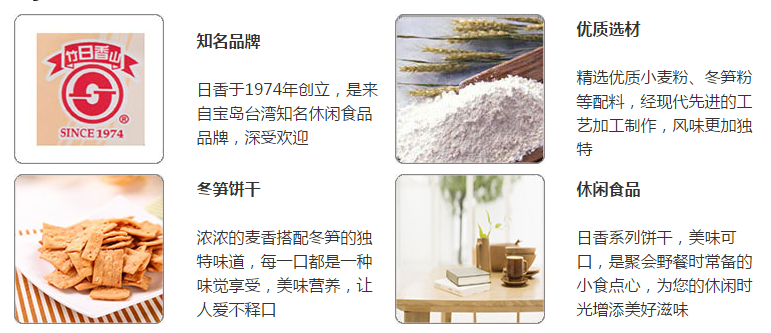 竹日香山
®
SINCE 1974
知名品牌
日香于1974年创立，是来
自宝岛台湾知名休闲食品
品牌，深受欢迎
优质选材
精选优质小麦粉、冬笋粉
等配料，经现代先进的工
艺加工制作，风味更加独
特
冬笋饼干
浓浓的麦香搭配冬笋的独
特味道，每一口都是一种
味觉享受，美味营养，让
人爱不释口
休闲食品
日香系列饼干，美味可
口，是聚会野餐时常备的
小食点心，为您的休闲时
光增添美好滋味